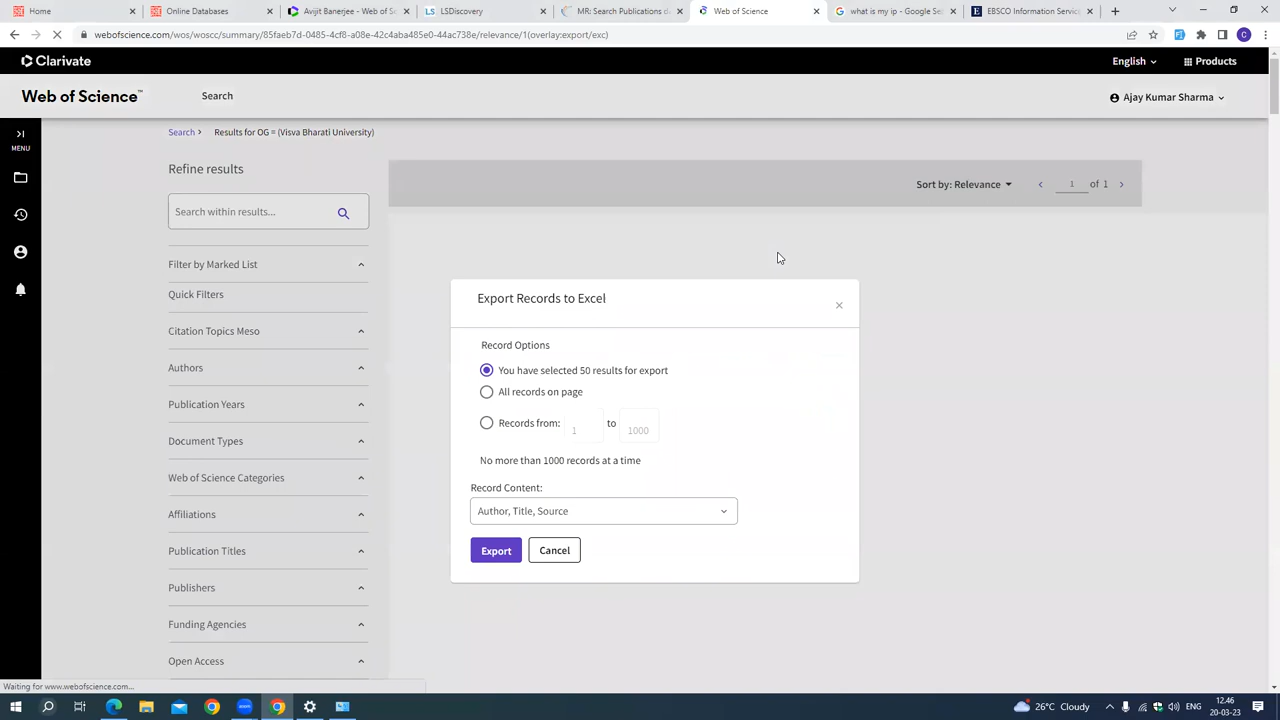 Home
Online Databases
Avijit Banerjee - Web of S
LSDiscovery
MR: Search Publications d
Web of Science
what is my ip - Google Se
EBSCO Information Servic
webofscience.com/wos/woscc/summary/85faeb7d-0485-4cf8-a08e-42c4aba485e0-44ac738e/relevance/1(overlay:export/exc)
Clarivate
English
Products
Web of Science™
Search
Ajay Kumar Sharma
MENU
Search > Results for OG = (Visva Bharati University)
Refine results
Sort by: Relevance
1 of 1
Search within results...
Filter by Marked List
Quick Filters
Citation Topics Meso
Authors
Publication Years
Document Types
Web of Science Categories
Affiliations
Publication Titles
Publishers
Funding Agencies
Open Access
Export Records to Excel
Record Options
You have selected 50 results for export
All records on page
Records from: 1 to 1000
No more than 1000 records at a time
Record Content:
Author, Title, Source
Export
Cancel
Waiting for www.webofscience.com...
26°C Cloudy
ENG
12.46
20-03-23